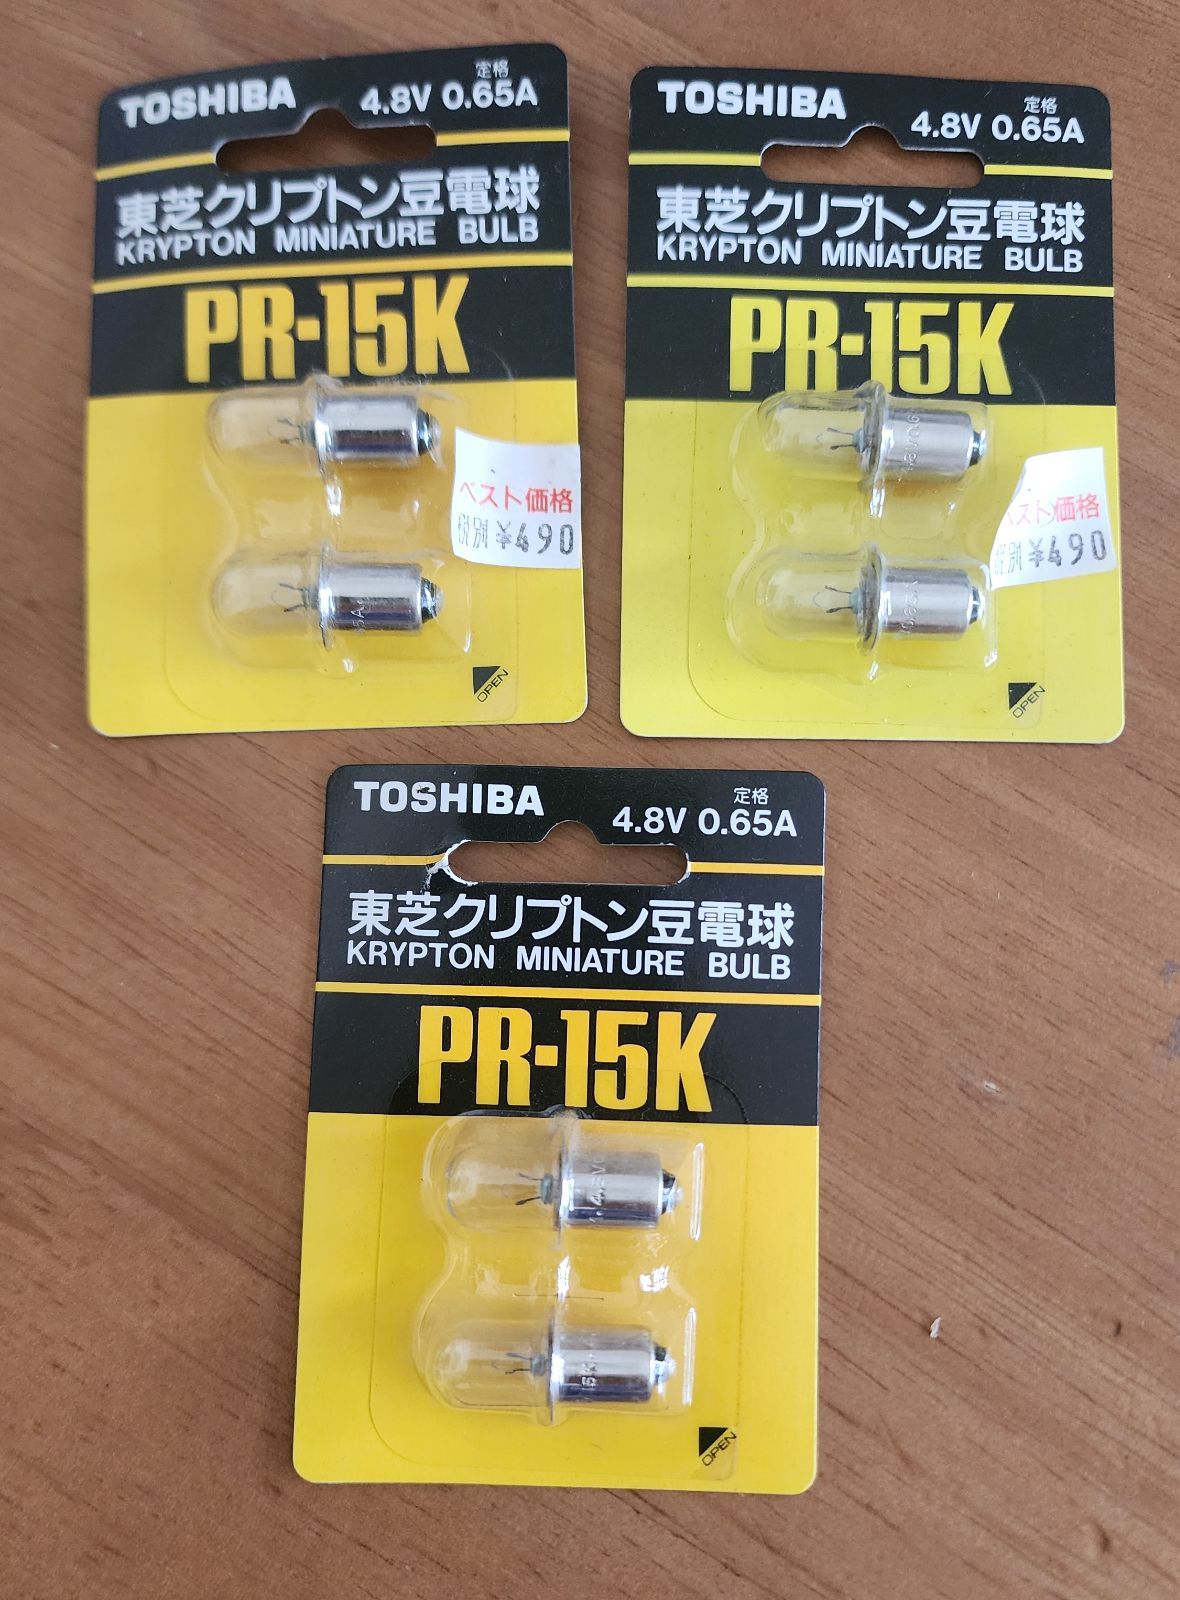 TOSHIBA
定格
4.8V 0.65A
東芝クリプトン豆電球
KRYPTON MINIATURE BULB
PR-15K
ベスト価格
税別 ¥490
OPEN
TOSHIBA
定格
4.8V 0.65A
東芝クリプトン豆電球
KRYPTON MINIATURE BULB
PR-15K
ベスト価格
税別 ¥490
OPEN
TOSHIBA
定格
4.8V 0.65A
東芝クリプトン豆電球
KRYPTON MINIATURE BULB
PR-15K
OPEN